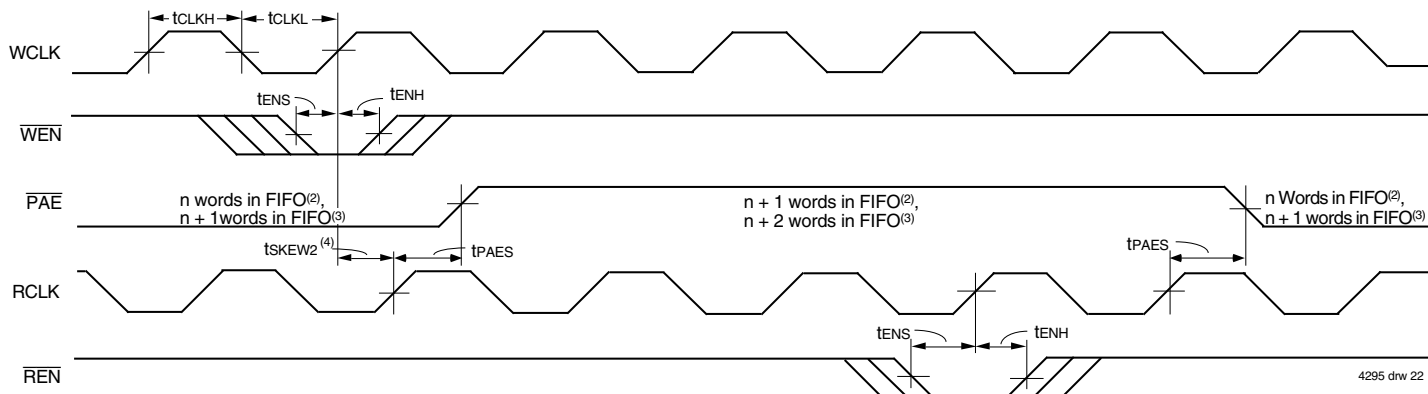 tCLKH
tCLKL
WCLK
tENS
tENH
WEN
PAE
n words in FIFO(2),
n + 1words in FIFO(3)
n + 1 words in FIFO(2),
n + 2 words in FIFO(3)
n Words in FIFO(2),
n + 1 words in FIFO(3)
tSKEW2 (4)
tPAES
tPAES
RCLK
tENS
tENH
REN
4295 drw 22